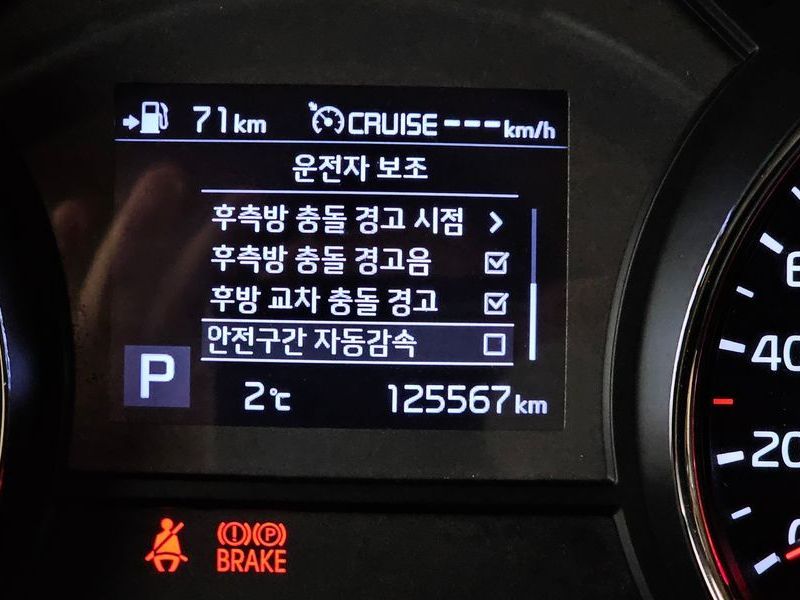 71km CRUISE---km/h
운전자 보조
후측방 충돌 경고 시점 >
후측방 충돌 경고음
후방 교차 충돌 경고
안전구간 자동감속
P
2℃ 125567km
(!)(P)
BRAKE
40
20
0